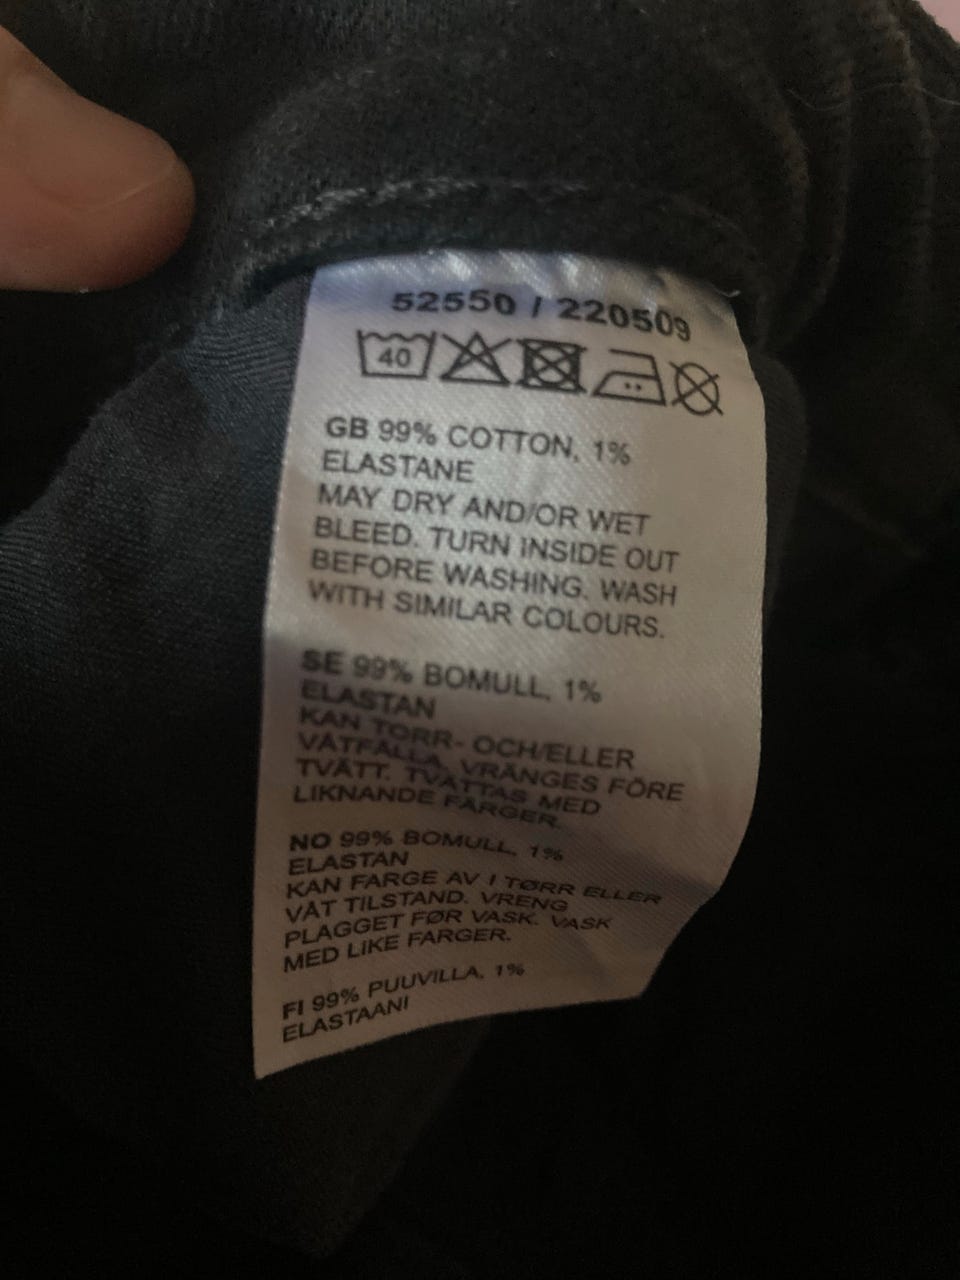 52550 / 220509
40
GB 99% COTTON, 1%
ELASTANE
MAY DRY AND/OR WET
BLEED. TURN INSIDE OUT
BEFORE WASHING. WASH
WITH SIMILAR COLOURS.
SE 99% BOMULL, 1%
ELASTAN
KAN TORR- OCH/ELLER
VÅTFÄLLA. VRÄNGES FÖRE
TVÄTT. TVÄTTAS MED
LIKNANDE FÄRGER.
NO 99% BOMULL, 1%
ELASTAN
KAN FARGE AV I TØRR ELLER
VÅT TILSTAND. VRENG
PLAGGET FØR VASK. VASK
MED LIKE FARGER.
FI 99% PUUVILLA, 1%
ELASTAANI